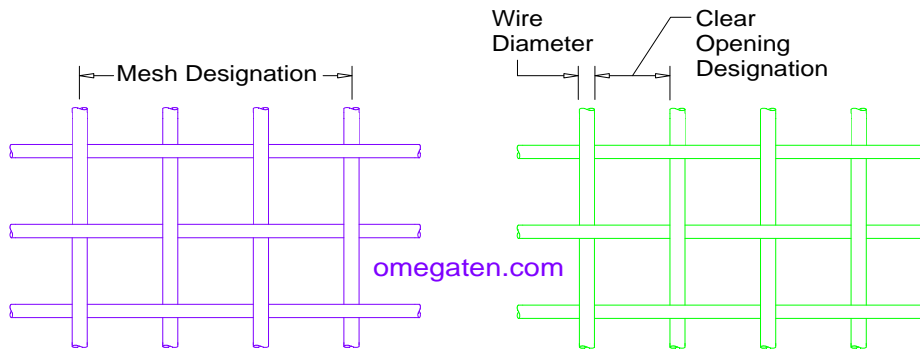 Mesh Designation
Wire
Diameter
Clear
Opening
Designation
omegaten.com